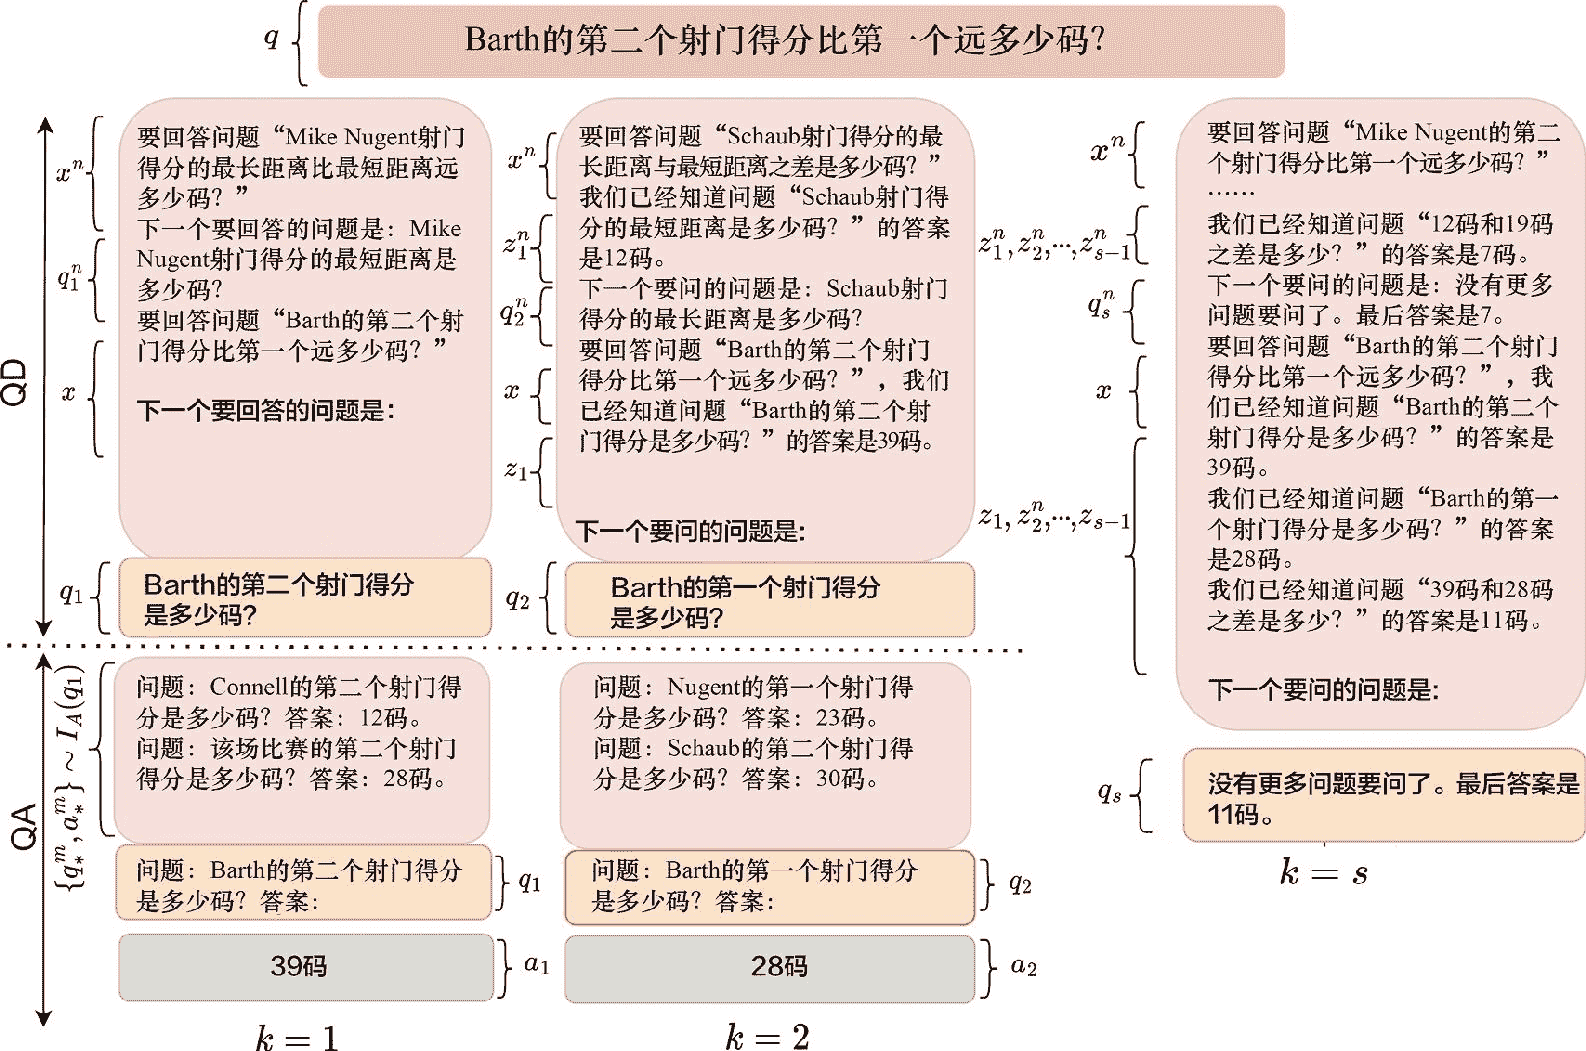 q
Barth的第二个射门得分比第一个远多少码？
QD
xⁿ
要回答问题“Mike Nugent射门
得分的最长距离比最短距离远
多少码？”
q₁ⁿ
下一个要回答的问题是：Mike
Nugent射门得分的最短距离是
多少码？
x
要回答问题“Barth的第二个射
门得分比第一个远多少码？”
下一个要回答的问题是：
q₁
Barth的第二个射门得分
是多少码？
xⁿ
要回答问题“Schaub射门得分的最
长距离与最短距离之差是多少码？”
z₁ⁿ
我们已经知道问题“Schaub射门得
分的最短距离是多少码？”的答案
是12码。
q₂ⁿ
下一个要问的问题是：Schaub射门
得分的最长距离是多少码？
x
要回答问题“Barth的第二个射门
得分比第一个远多少码？”，我们
z₁
已经知道问题“Barth的第二个射
门得分是多少码？”的答案是39码。
下一个要问的问题是：
q₂
Barth的第一个射门得分
是多少码？
xⁿ
要回答问题“Mike Nugent的第二
个射门得分比第一个远多少码？”
……
z₁ⁿ, z₂ⁿ,···, zₛ₋₁ⁿ
我们已经知道问题“12码和19码
之差是多少？”的答案是7码。
qₛⁿ
下一个要问的问题是：没有更多
问题要问了。最后答案是7。
x
要回答问题“Barth的第二个射门
得分比第一个远多少码？”，我
们已经知道问题“Barth的第二个
射门得分是多少码？”的答案是
39码。
z₁, z₂ⁿ,···, zₛ₋₁
我们已经知道问题“Barth的第一
个射门得分是多少码？”的答案
是28码。
我们已经知道问题“39码和28码
之差是多少？”的答案是11码。
下一个要问的问题是：
qₛ
没有更多问题要问了。最后答案是
11码。
k = s
QA
{q*ᵐ, a*ᵐ} ~ I_A(q₁)
问题：Connell的第二个射门得
分是多少码？答案：12码。
问题：该场比赛的第二个射门
得分是多少码？答案：28码。
问题：Barth的第二个射门得分
是多少码？答案：
q₁
39码
a₁
k = 1
问题：Nugent的第一个射门得
分是多少码？答案：23码。
问题：Schaub的第二个射门得
分是多少码？答案：30码。
问题：Barth的第一个射门得分
是多少码？答案：
q₂
28码
a₂
k = 2